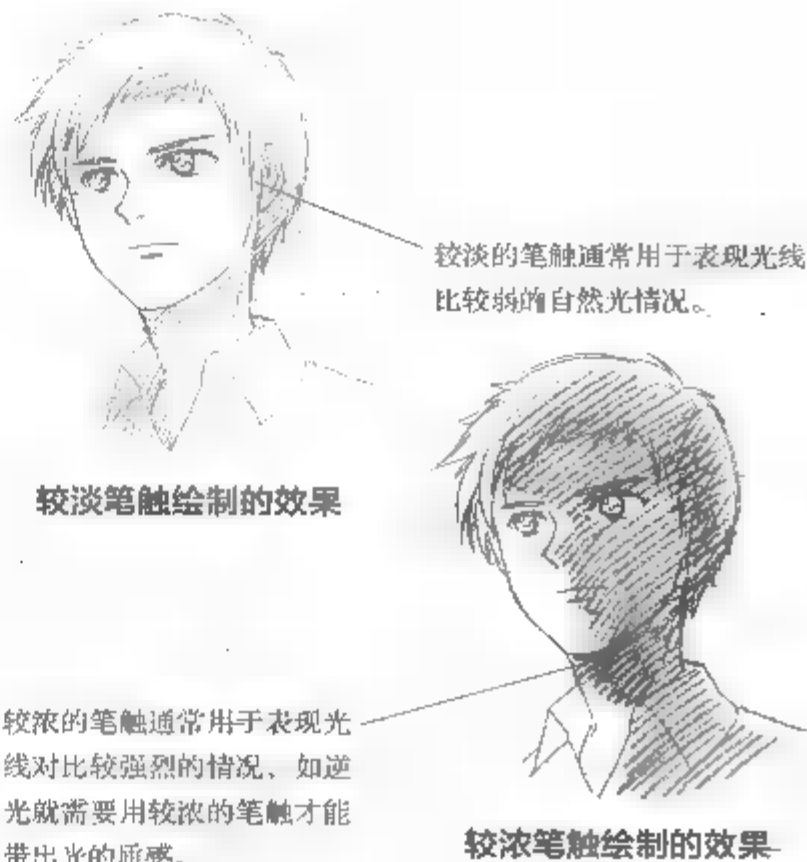 较淡的笔触通常用于表现光线
比较弱的自然光情况。
较淡笔触绘制的效果
较浓的笔触通常用于表现光
线对比较强烈的情况、如逆
光就需要用较浓的笔触才能
带出光的质感。
较浓笔触绘制的效果